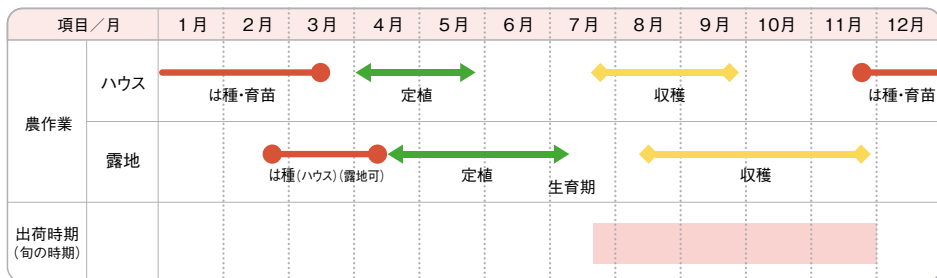 項目／月 1月 2月 3月 4月 5月 6月 7月 8月 9月 10月 11月 12月
農作業
ハウス
は種・育苗 定植 収穫 は種・育苗
露地
は種(ハウス)(露地可) 定植 生育期 収穫
出荷時期
(旬の時期)